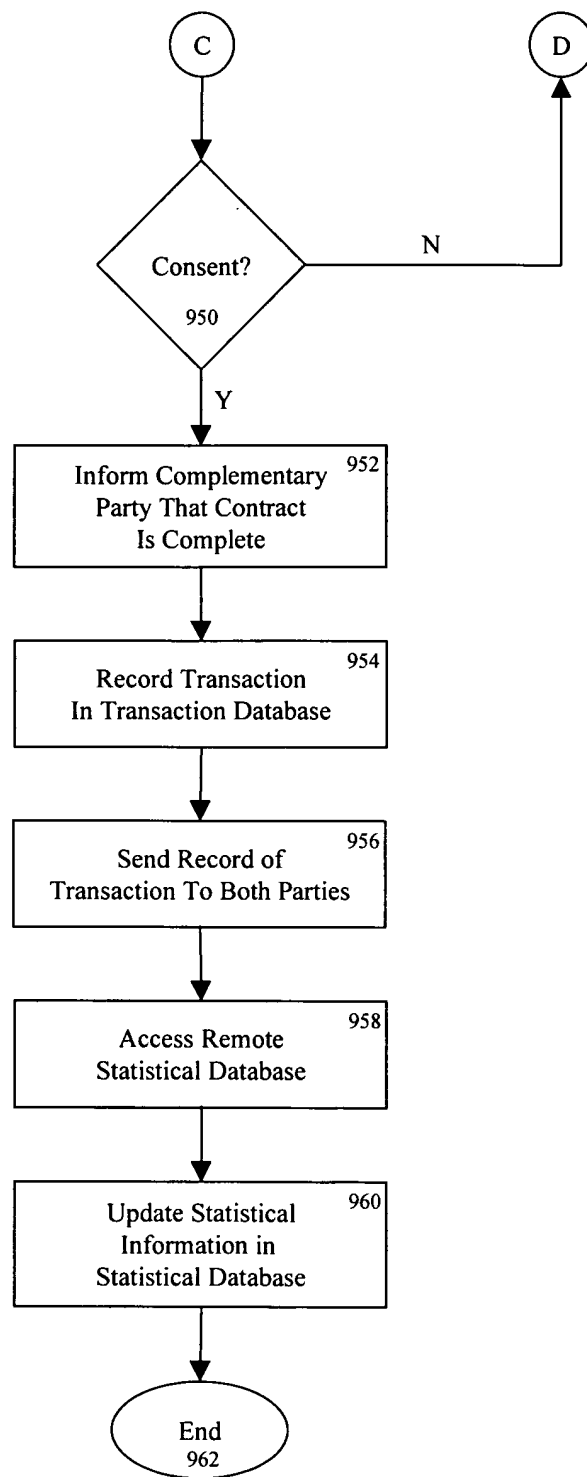 C
D
Consent?
N
950
Y
952
Inform Complementary
Party That Contract
Is Complete
954
Record Transaction
In Transaction Database
956
Send Record of
Transaction To Both Parties
958
Access Remote
Statistical Database
960
Update Statistical
Information in
Statistical Database
End
962